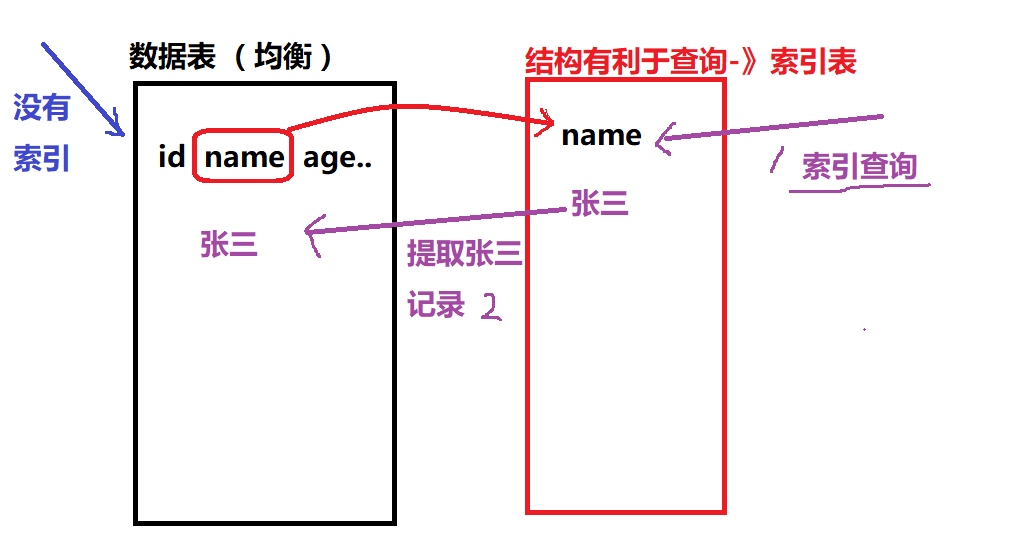 数据表（均衡）
结构有利于查询-》索引表
没有
索引
id name age..
name
1 索引查询
张三
张三
提取张三
记录 2